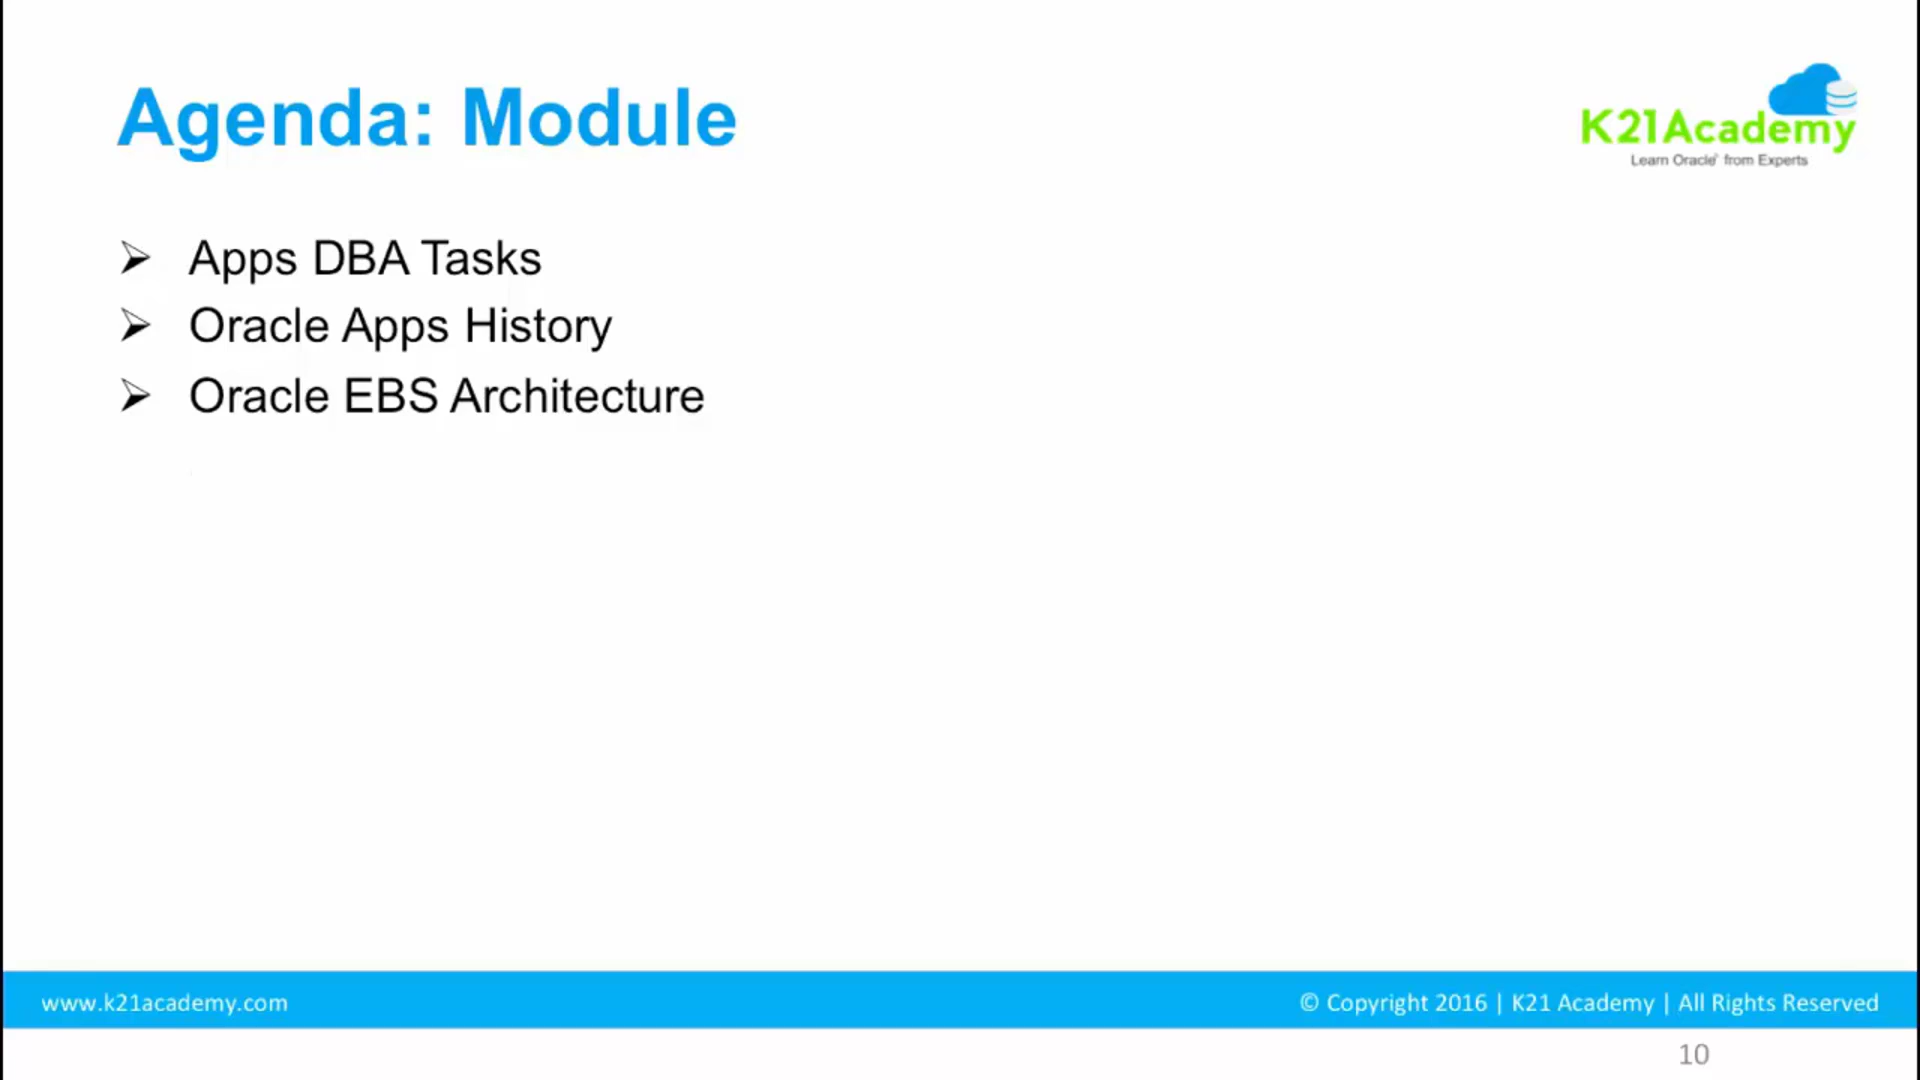 Agenda: Module
K21Academy
Learn Oracle® from Experts
➢ Apps DBA Tasks
➢ Oracle Apps History
➢ Oracle EBS Architecture
www.k21academy.com
© Copyright 2016 | K21 Academy | All Rights Reserved
10